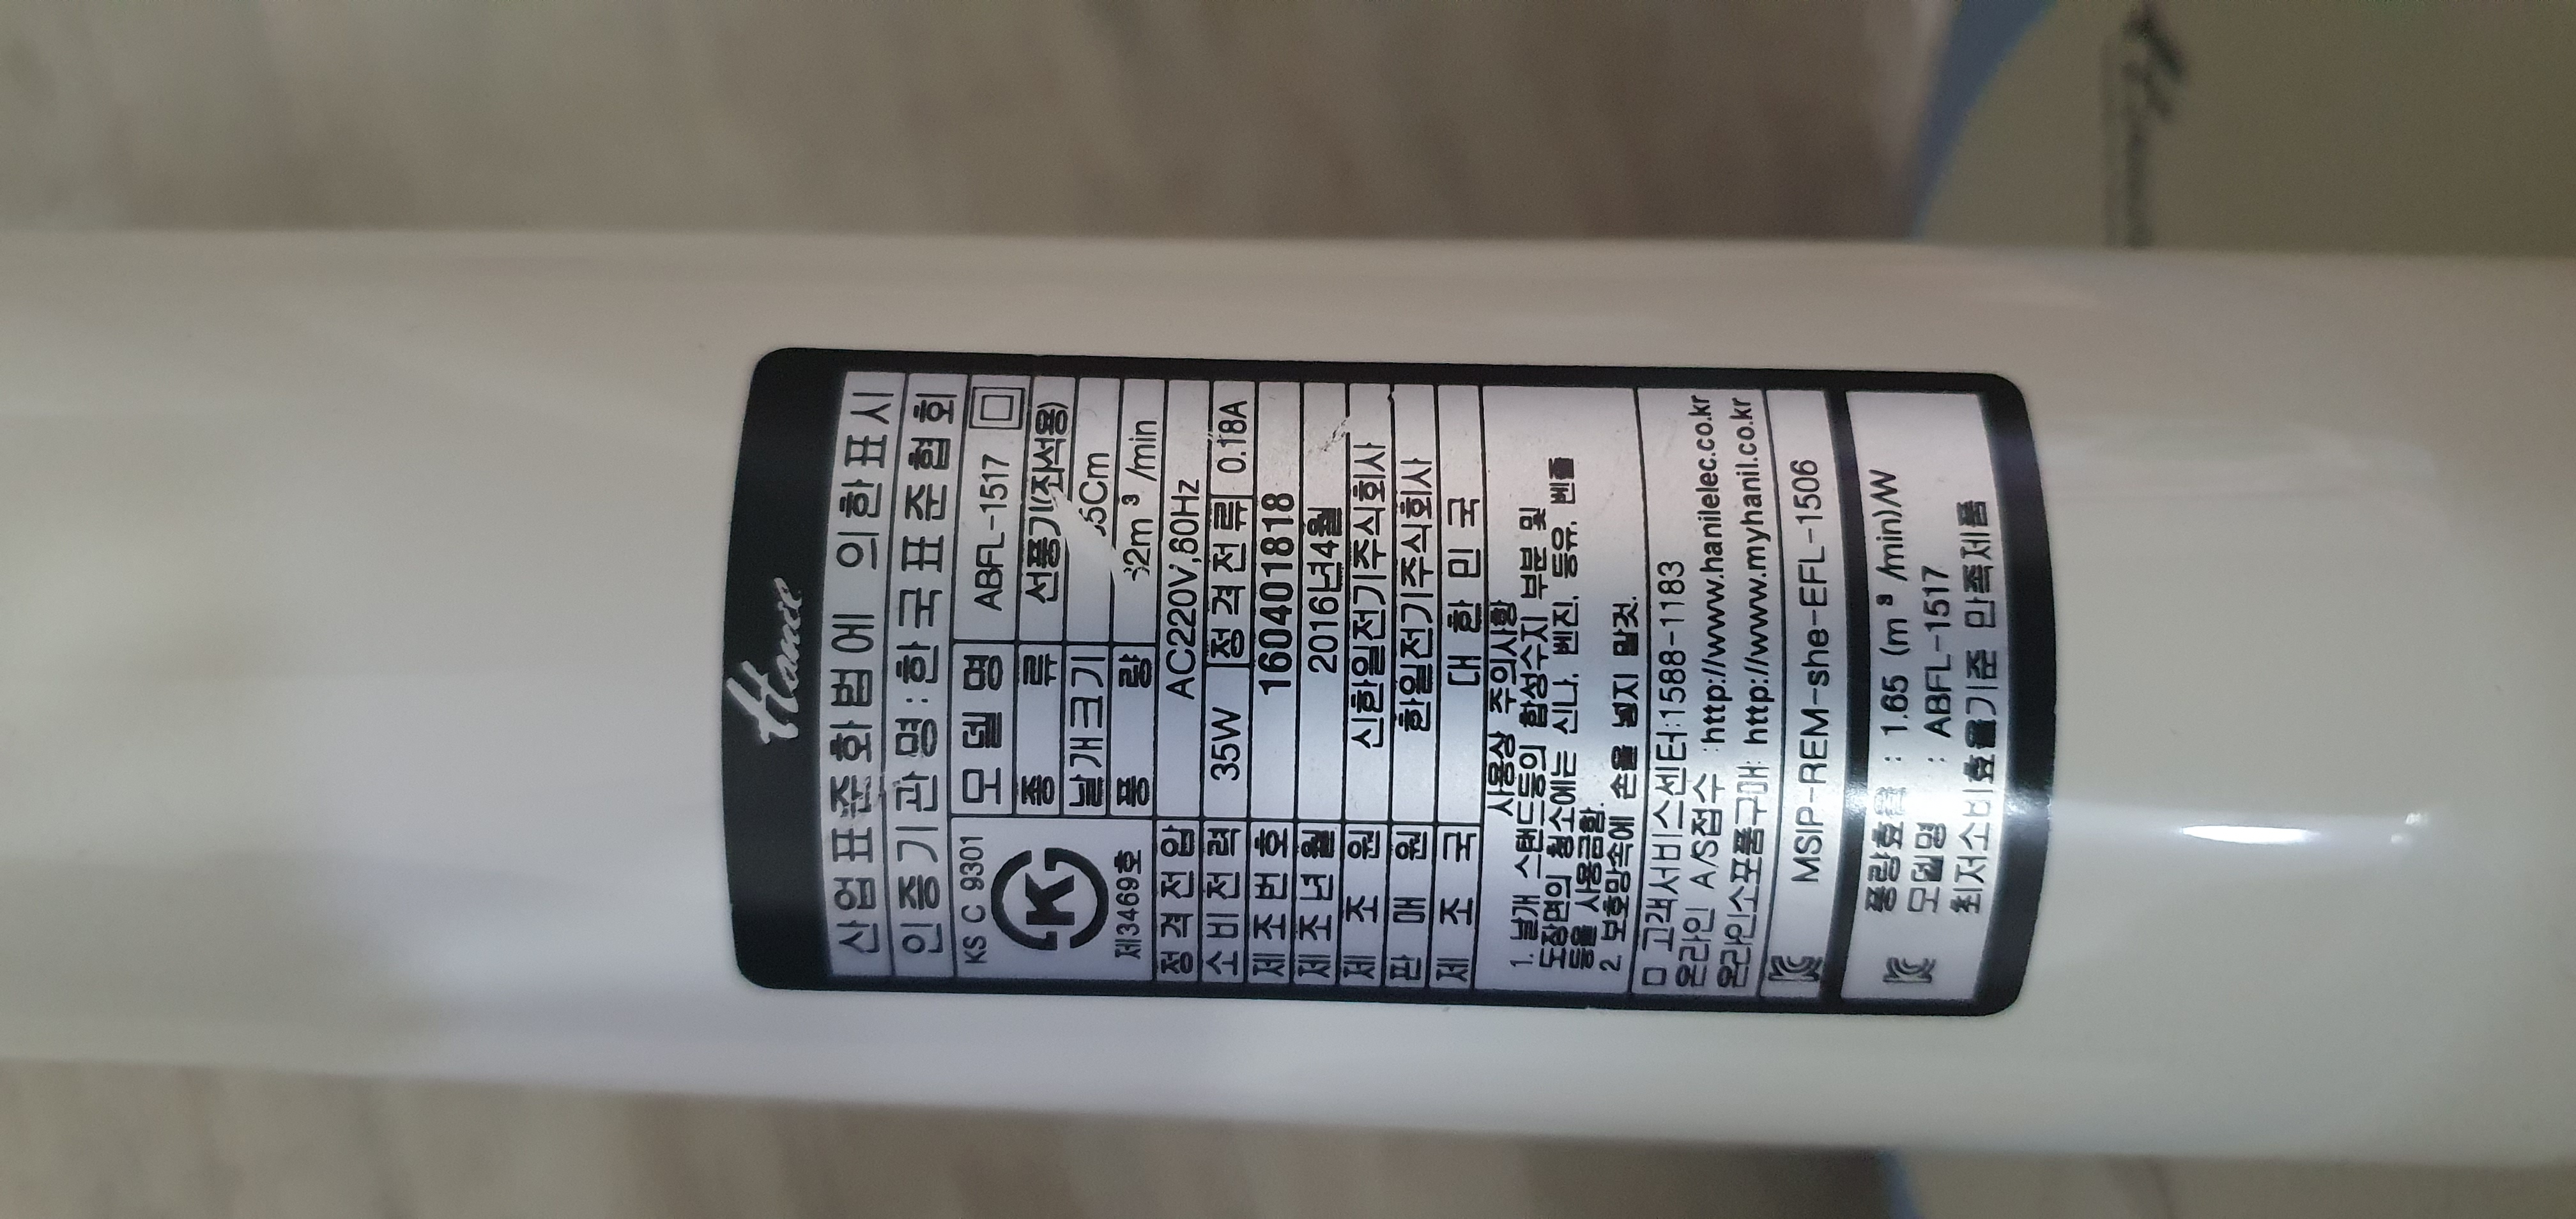 Hanil
산업표준화법에 의한 표시
인증기관명:한국표준협회
KS C 9301
제3469호
모델명 ABFL-1517
종류 선풍기(좌석용)
날개크기 5Cm
풍량 2m³/min
정격전압 AC220V,60Hz
소비전력 35W 정격전류 0.18A
제조번호 160401818
제조년월 2016년4월
제조원 신한일전기주식회사
판매원 한일전기주식회사
제조국 대한민국
사용상 주의사항
1. 날개 스탠드등의 합성수지 부분 및
도장면의 청소에는 신나, 벤진, 등유, 벤졸
등을 사용금함.
2. 보호망속에 손을 넣지 말것.
□ 고객서비스센터:1588-1183
온라인 A/S접수 :http://www.hanilelec.co.kr
온라인소모품구매: http://www.myhanil.co.kr
MSIP-REM-she-EFL-1506
풍량효율 : 1.65 (m³/min)/W
모델명 : ABFL-1517
최저소비효율기준 만족제품